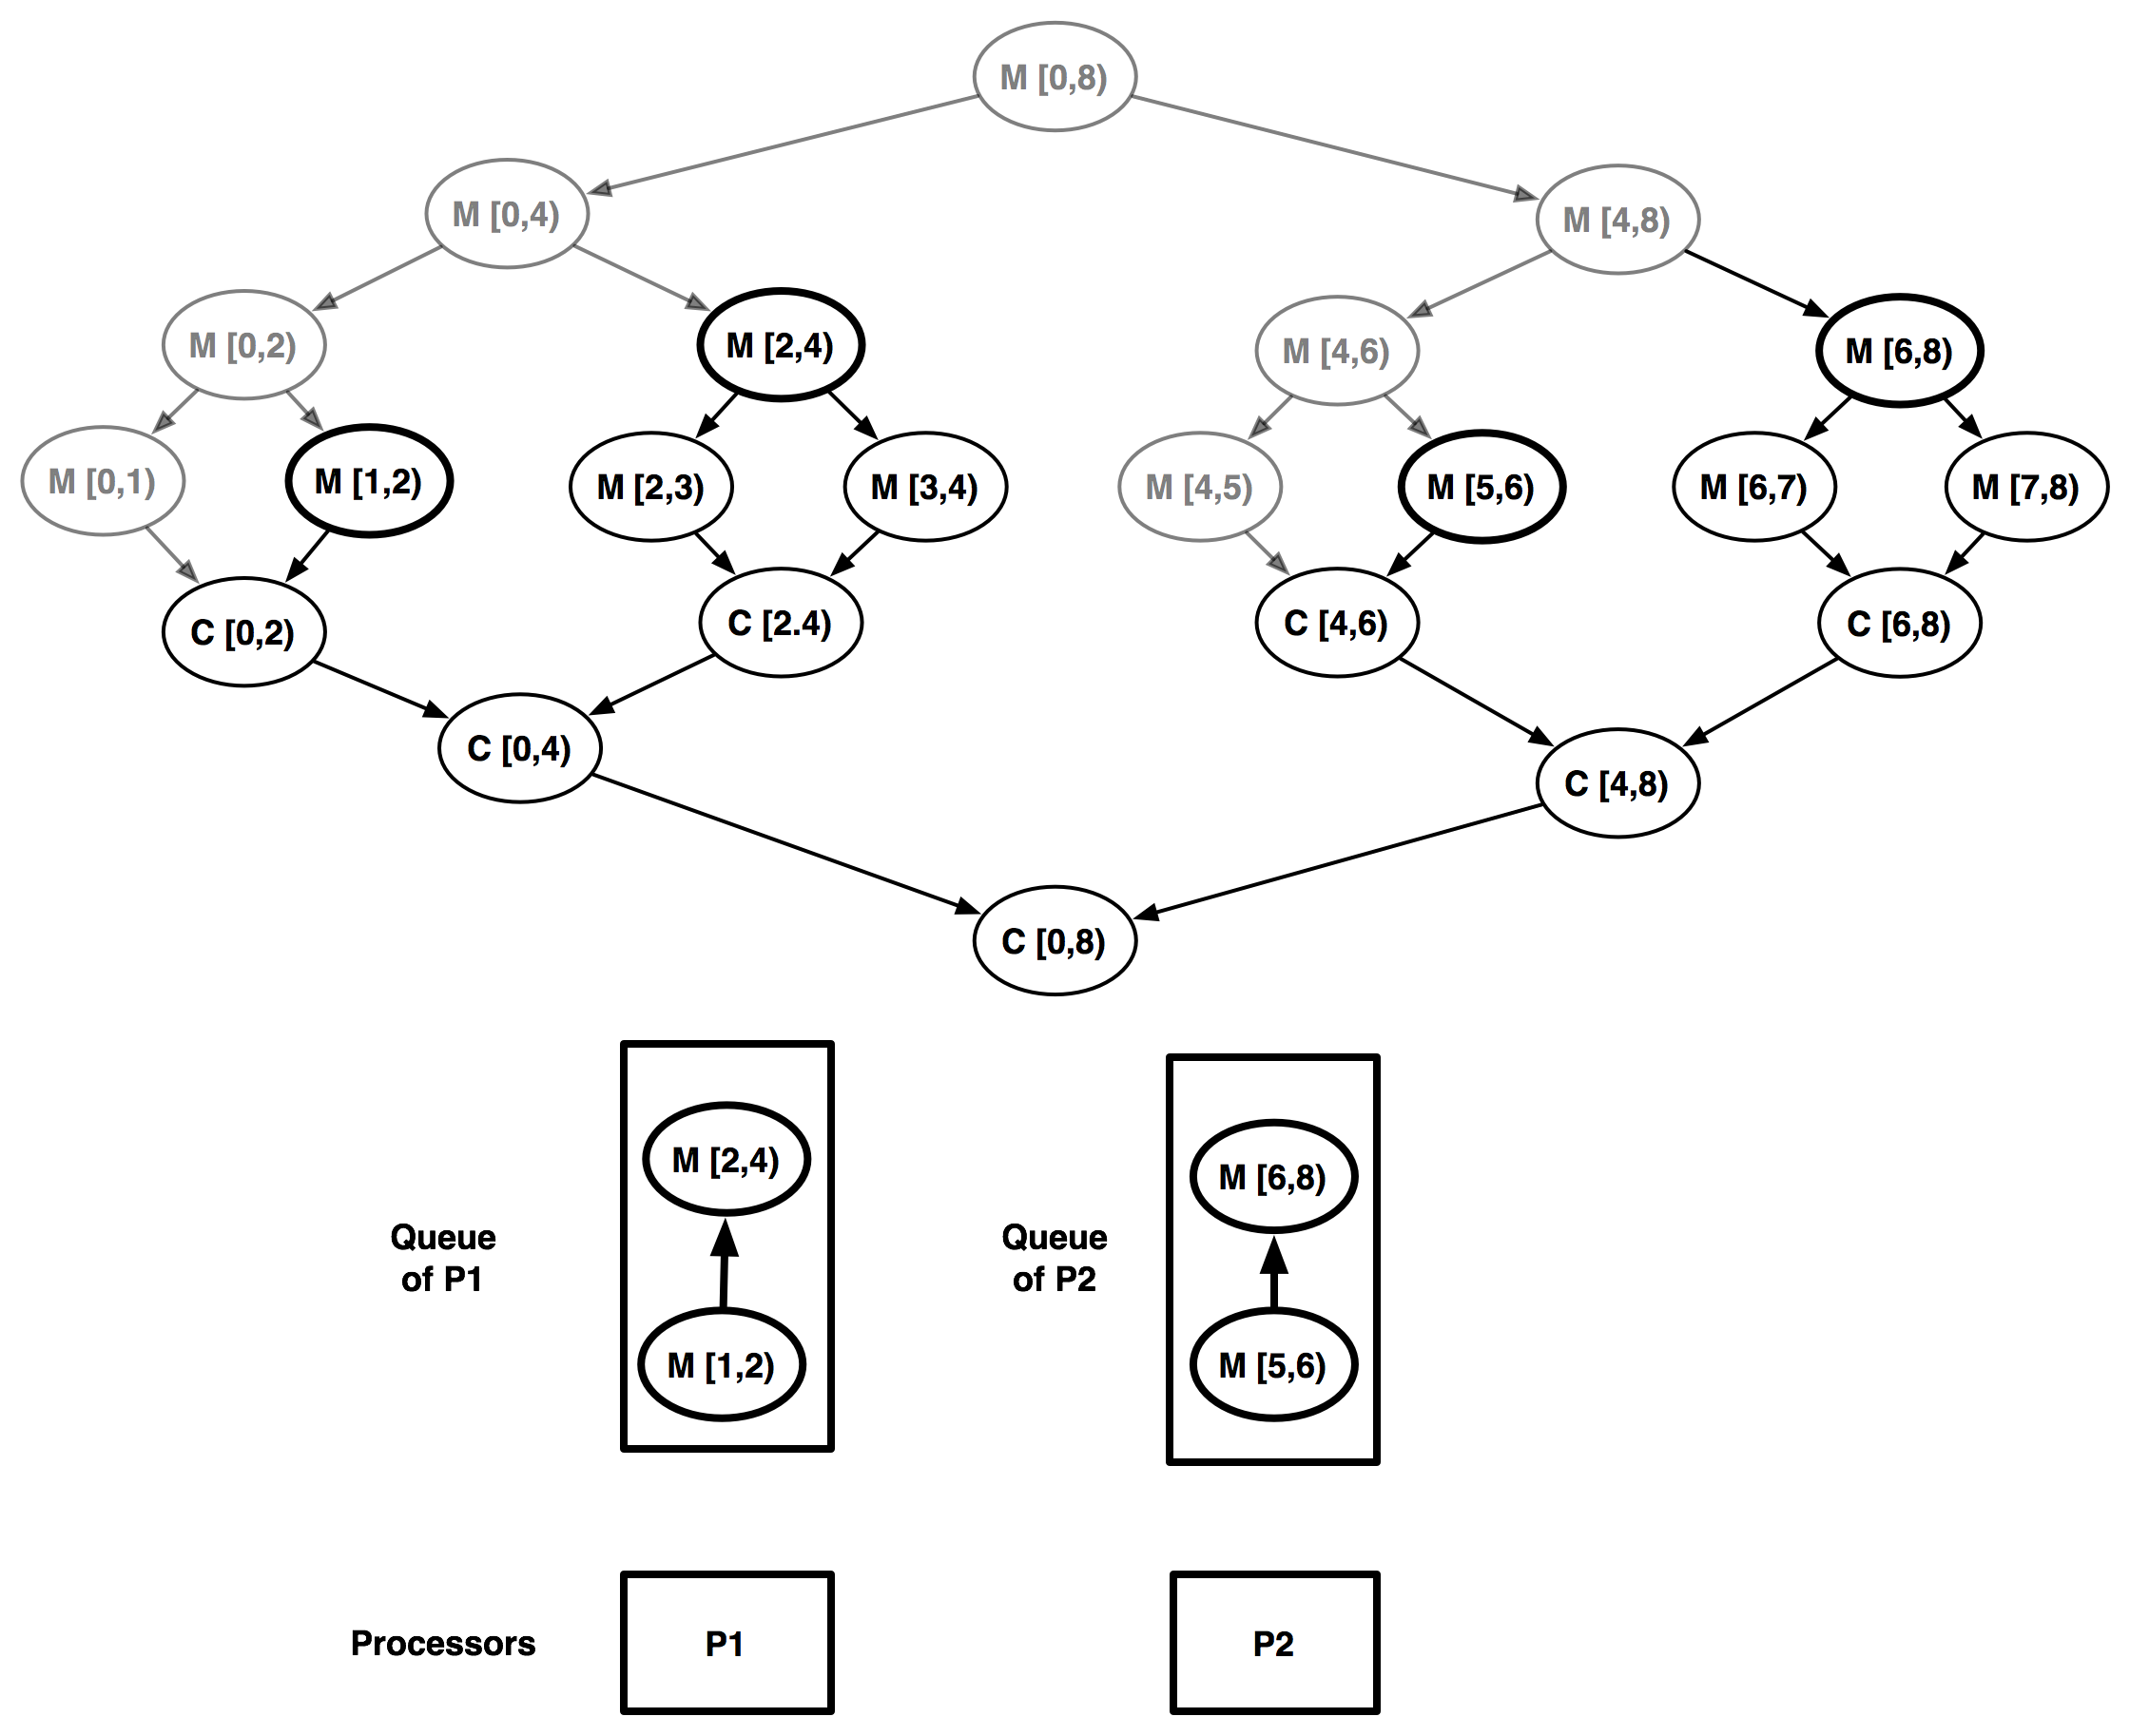 M [0,8)
M [0,4)
M [4,8)
M [0,2)
M [2,4)
M [4,6)
M [6,8)
M [0,1)
M [1,2)
M [2,3)
M [3,4)
M [4,5)
M [5,6)
M [6,7)
M [7,8)
C [0,2)
C [2.4)
C [4,6)
C [6,8)
C [0,4)
C [4,8)
C [0,8)
Queue
of P1
M [2,4)
M [1,2)
Queue
of P2
M [6,8)
M [5,6)
Processors
P1
P2